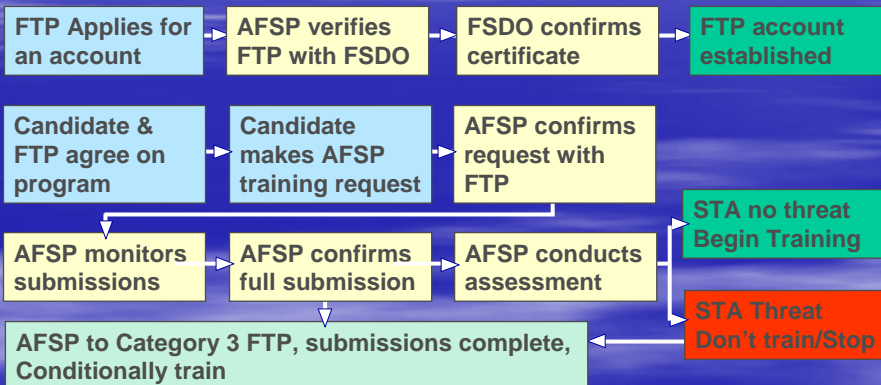 FTP Applies for
an account
AFSP verifies
FTP with FSDO
FSDO confirms
certificate
FTP account
established
Candidate &
FTP agree on
program
Candidate
makes AFSP
training request
AFSP confirms
request with
FTP
AFSP monitors
submissions
AFSP confirms
full submission
AFSP conducts
assessment
STA no threat
Begin Training
STA Threat
Don't train/Stop
AFSP to Category 3 FTP, submissions complete,
Conditionally train